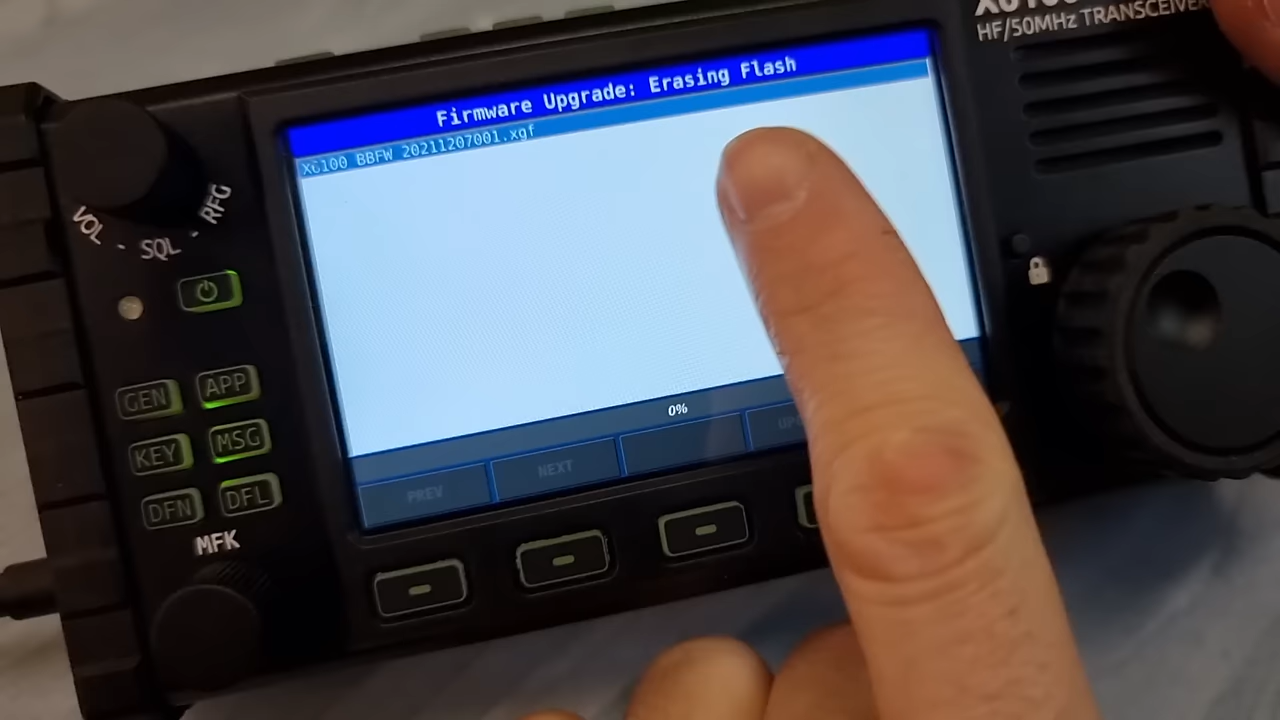 HF/50MHz TRANSCEIVER
Firmware Upgrade: Erasing Flash
X6100 BBFW 20211207001.xgf
VOL - SQL - RFG
GEN APP
KEY MSG
DFN DFL
MFK
0%
PREV NEXT